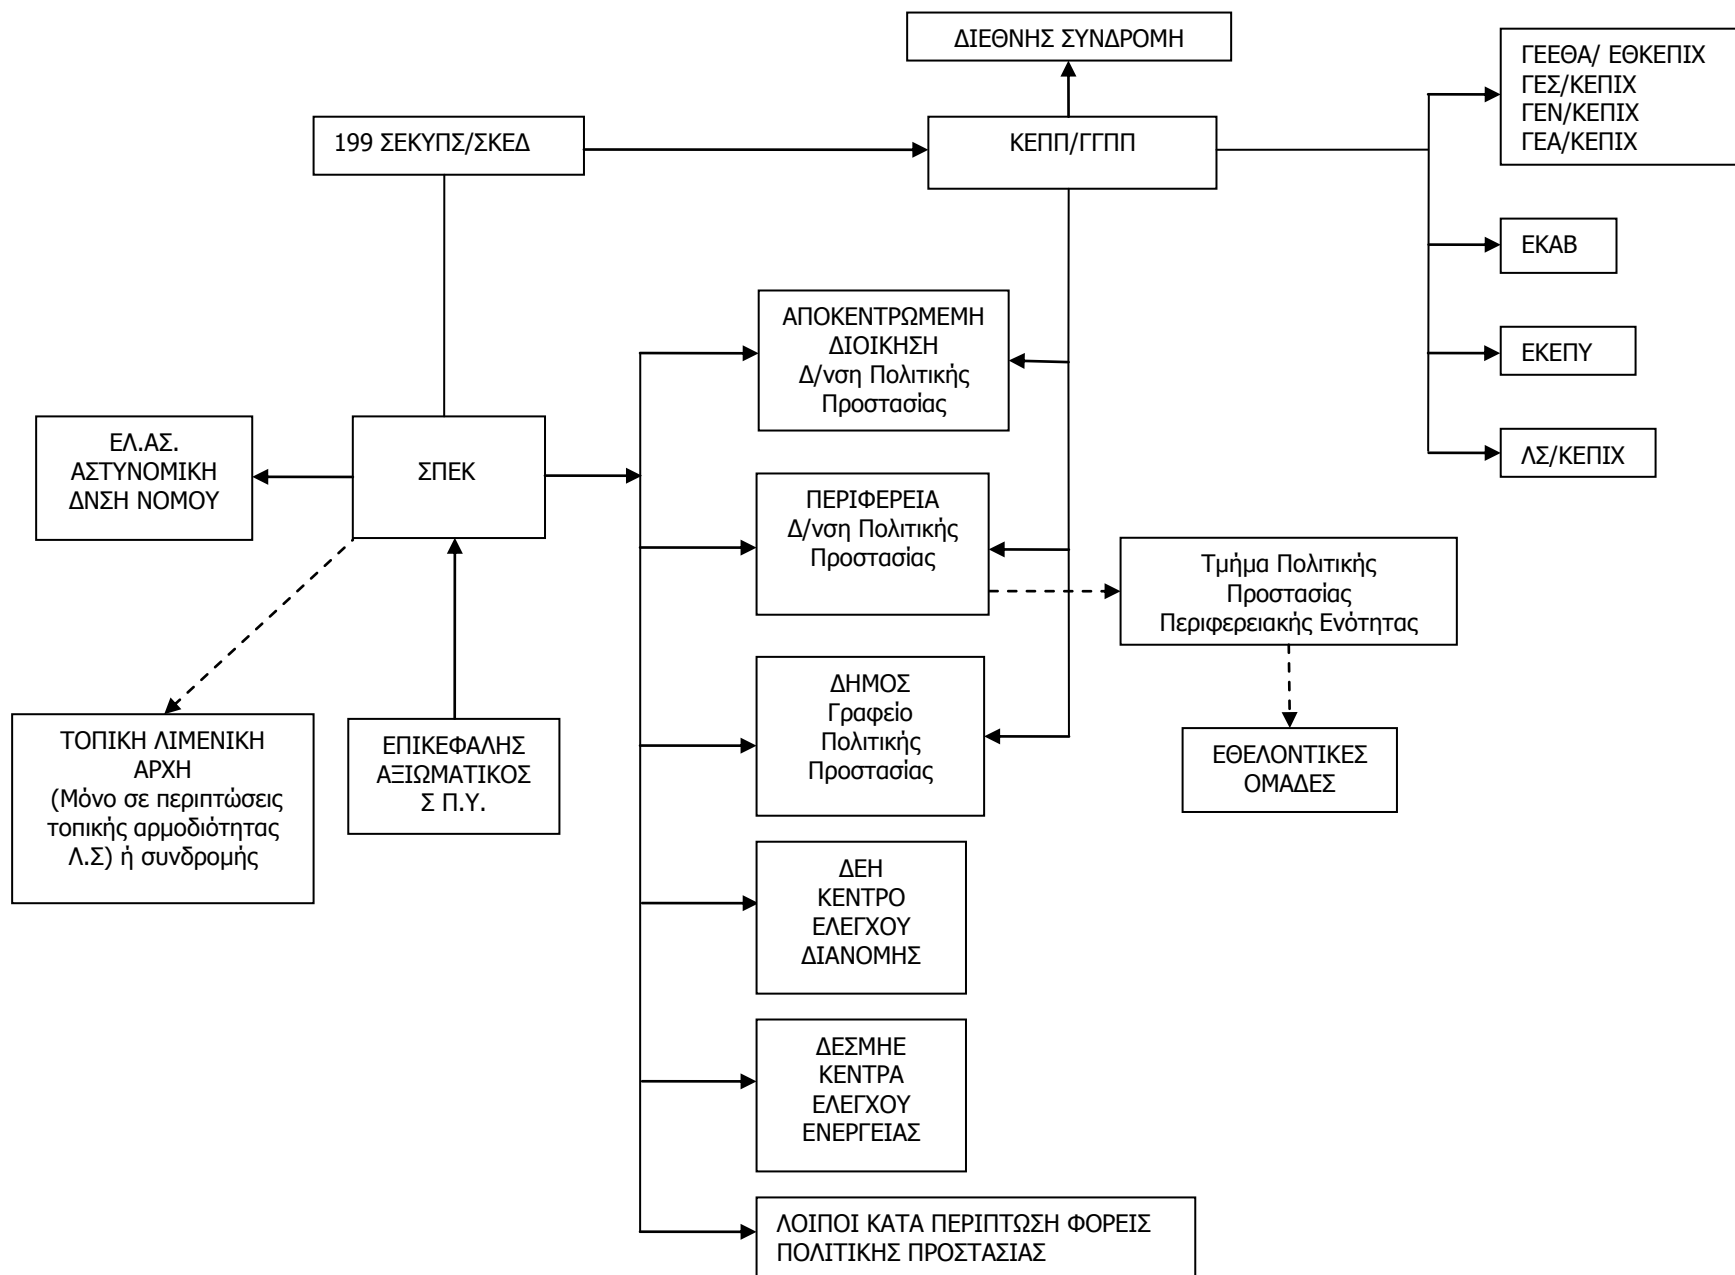 ΔΙΕΘΝΗΣ ΣΥΝΔΡΟΜΗ
ΓΕΕΘΑ/ ΕΘΚΕΠΙΧ
ΓΕΣ/ΚΕΠΙΧ
ΓΕΝ/ΚΕΠΙΧ
ΓΕΑ/ΚΕΠΙΧ
199 ΣΕΚΥΠΣ/ΣΚΕΔ
ΚΕΠΠ/ΓΓΠΠ
ΕΚΑΒ
ΑΠΟΚΕΝΤΡΩΜΕΜΗ
ΔΙΟΙΚΗΣΗ
Δ/νση Πολιτικής
Προστασίας
ΕΚΕΠΥ
ΕΛ.ΑΣ.
ΑΣΤΥΝΟΜΙΚΗ
ΔΝΣΗ ΝΟΜΟΥ
ΣΠΕΚ
ΛΣ/ΚΕΠΙΧ
ΠΕΡΙΦΕΡΕΙΑ
Δ/νση Πολιτικής
Προστασίας
Τμήμα Πολιτικής
Προστασίας
Περιφερειακής Ενότητας
ΤΟΠΙΚΗ ΛΙΜΕΝΙΚΗ
ΑΡΧΗ
(Μόνο σε περιπτώσεις
τοπικής αρμοδιότητας
Λ.Σ) ή συνδρομής
ΕΠΙΚΕΦΑΛΗΣ
ΑΞΙΩΜΑΤΙΚΟΣ
Σ Π.Υ.
ΔΗΜΟΣ
Γραφείο
Πολιτικής
Προστασίας
ΕΘΕΛΟΝΤΙΚΕΣ
ΟΜΑΔΕΣ
ΔΕΗ
ΚΕΝΤΡΟ
ΕΛΕΓΧΟΥ
ΔΙΑΝΟΜΗΣ
ΔΕΣΜΗΕ
ΚΕΝΤΡΑ
ΕΛΕΓΧΟΥ
ΕΝΕΡΓΕΙΑΣ
ΛΟΙΠΟΙ ΚΑΤΑ ΠΕΡΙΠΤΩΣΗ ΦΟΡΕΙΣ
ΠΟΛΙΤΙΚΗΣ ΠΡΟΣΤΑΣΙΑΣ